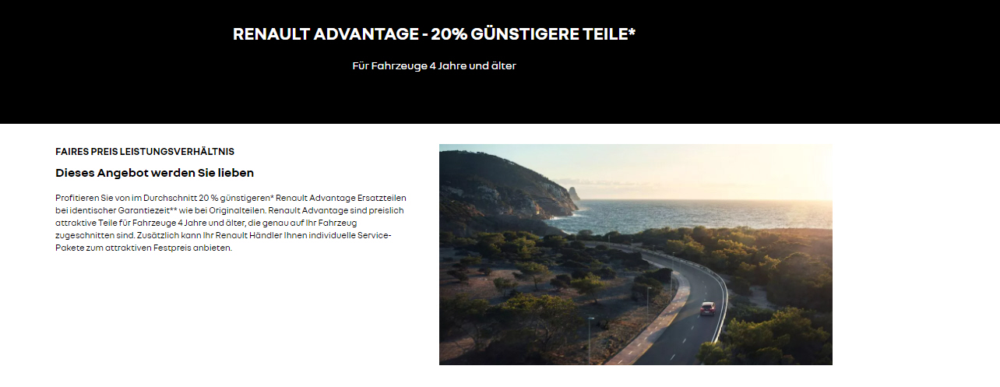 RENAULT ADVANTAGE - 20% GÜNSTIGERE TEILE*
Für Fahrzeuge 4 Jahre und älter
FAIRES PREIS LEISTUNGSVERHÄLTNIS
Dieses Angebot werden Sie lieben
Profitieren Sie von im Durchschnitt 20 % günstigeren* Renault Advantage Ersatzteilen
bei identischer Garantiezeit** wie bei Originalteilen. Renault Advantage sind preislich
attraktive Teile für Fahrzeuge 4 Jahre und älter, die genau auf Ihr Fahrzeug
zugeschnitten sind. Zusätzlich kann Ihr Renault Händler Ihnen individuelle Service-
Pakete zum attraktiven Festpreis anbieten.